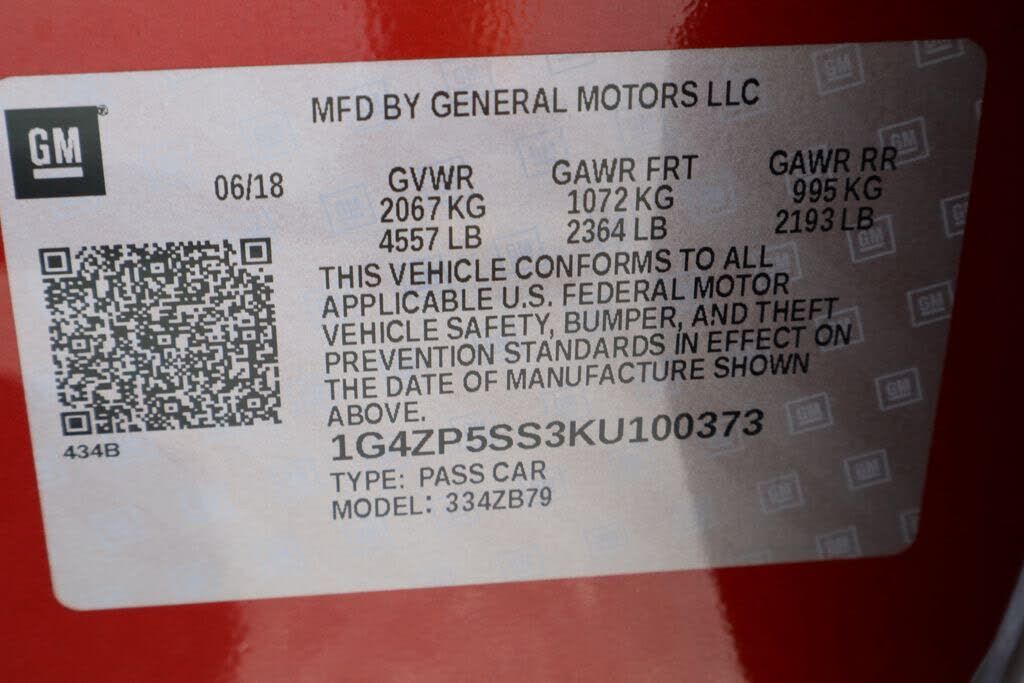 MFD BY GENERAL MOTORS LLC
GM
®
06/18
GVWR GAWR FRT GAWR RR
2067 KG 1072 KG 995 KG
4557 LB 2364 LB 2193 LB
THIS VEHICLE CONFORMS TO ALL
APPLICABLE U.S. FEDERAL MOTOR
VEHICLE SAFETY, BUMPER, AND THEFT
PREVENTION STANDARDS IN EFFECT ON
THE DATE OF MANUFACTURE SHOWN
ABOVE.
434B
1G4ZP5SS3KU100373
TYPE: PASS CAR
MODEL: 334ZB79